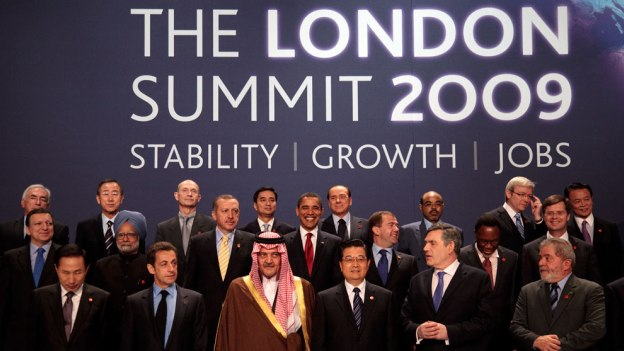 THE LONDON
SUMMIT 2009
STABILITY | GROWTH | JOBS